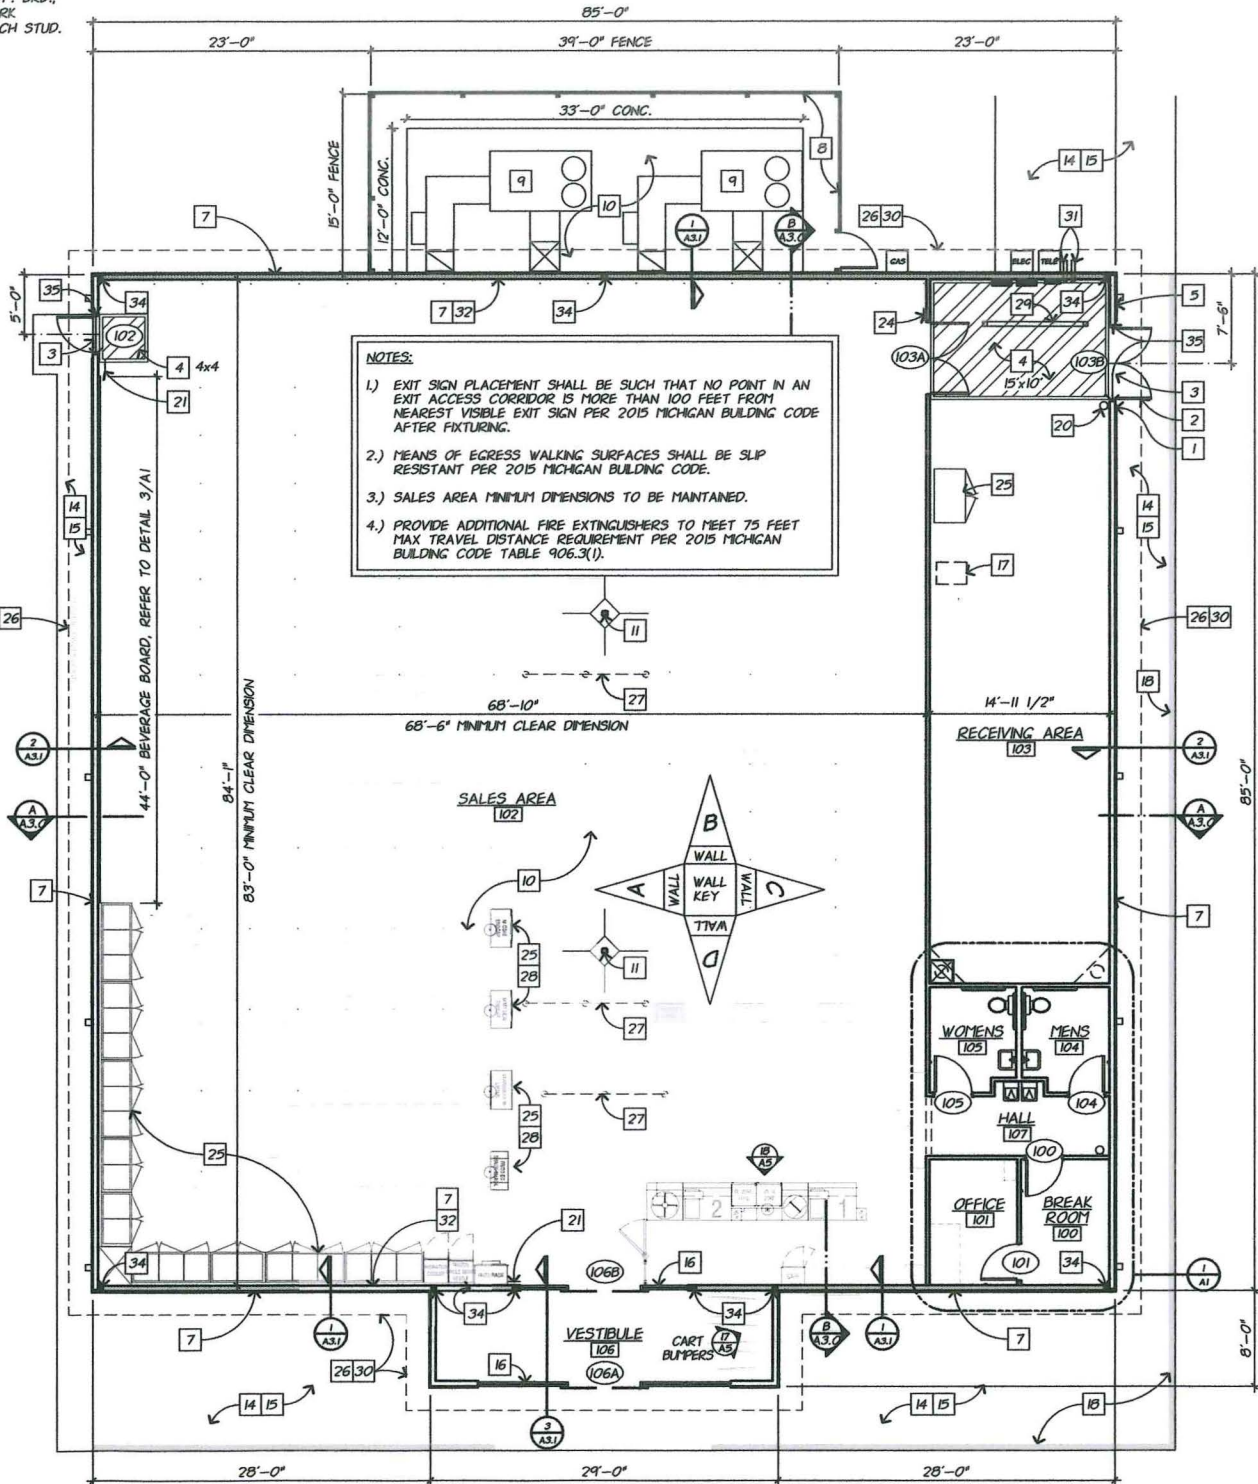 RK
CH STUD.
85'-0"
23'-0"
39'-0" FENCE
23'-0"
33'-0" CONC.
15'-0" FENCE
12'-0" CONC.
8
14 15
9
9
10
7
1
A3.1
B
A3.0
26 30
31
GAS
ELEC
TELE
35
34
5'-0"
102
3
4 4x4
21
7 32
34
24
29
34
5
35
7'-6"
103A
4
15'x10'
103B
3
2
1
20
NOTES:
1.) EXIT SIGN PLACEMENT SHALL BE SUCH THAT NO POINT IN AN
EXIT ACCESS CORRIDOR IS MORE THAN 100 FEET FROM
NEAREST VISIBLE EXIT SIGN PER 2015 MICHIGAN BUILDING CODE
AFTER FIXTURING.
2.) MEANS OF EGRESS WALKING SURFACES SHALL BE SLIP
RESISTANT PER 2015 MICHIGAN BUILDING CODE.
3.) SALES AREA MINIMUM DIMENSIONS TO BE MAINTAINED.
4.) PROVIDE ADDITIONAL FIRE EXTINGUISHERS TO MEET 75 FEET
MAX TRAVEL DISTANCE REQUIREMENT PER 2015 MICHIGAN
BUILDING CODE TABLE 906.3(1).
14
15
25
14
15
17
26
11
26 30
27
18
44'-0" BEVERAGE BOARD, REFER TO DETAIL 3/A1
84'-1"
83'-0" MINIMUM CLEAR DIMENSION
68'-10"
68'-6" MINIMUM CLEAR DIMENSION
14'-11 1/2"
RECEIVING AREA
103
2
A3.1
2
A3.1
A
A3.0
A
A3.0
85'-0"
SALES AREA
102
B
WALL
A
WALL
WALL
KEY
WALL
C
WALL
D
10
7
7
25
28
11
27
WOMENS
105
MENS
104
25
28
27
105
104
HALL
107
100
25
18
A5
2
1
7
32
21
OFFICE
101
BREAK
ROOM
100
34
106B
16
101
34
1
A1
34
34
7
1
A3.1
VESTIBULE
106
CART
BUMPERS
17
A5
B
A3.0
1
A3.1
7
26 30
16
106A
8'-0"
14 15
3
A3.1
14 15
18
28'-0"
29'-0"
28'-0"